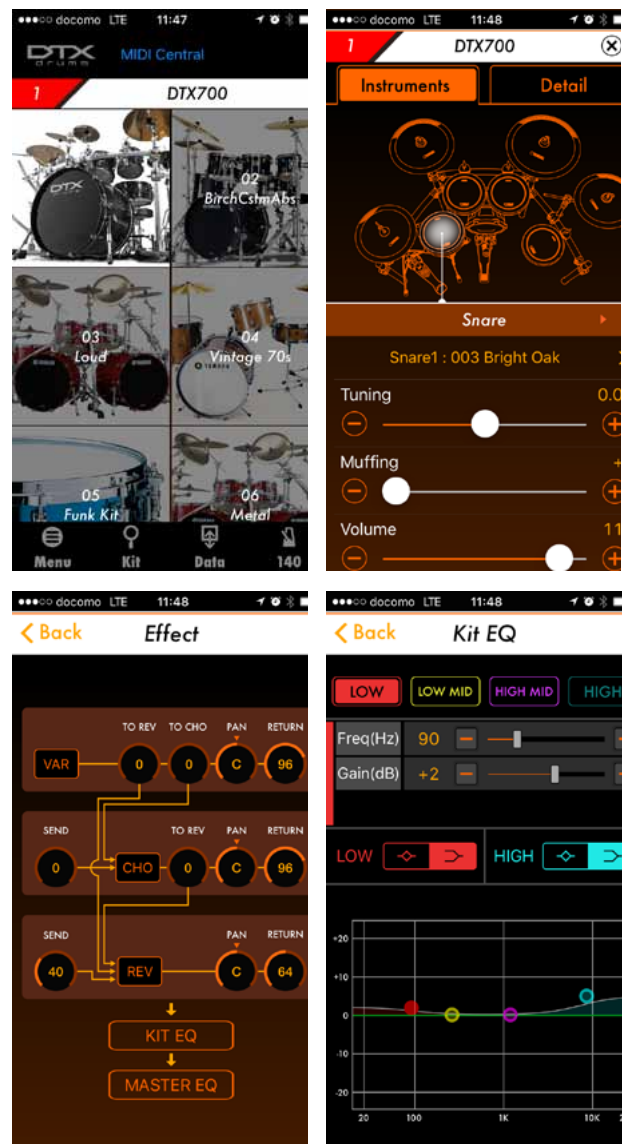 docomo LTE 11:47
DTX drums MIDI Central
1 DTX700
02
BirchCstmAbs
03
Loud
04
Vintage 70s
05
Funk Kit
06
Metal
Menu Kit Data 140
docomo LTE 11:48
1 DTX700
Instruments Detail
Snare
Snare1 : 003 Bright Oak
Tuning 0.0
Muffing +
Volume 11
docomo LTE 11:48
Back Effect
TO REV TO CHO PAN RETURN
VAR 0 0 C 96
SEND TO REV PAN RETURN
0 CHO 0 C 96
SEND PAN RETURN
40 REV C 64
KIT EQ
MASTER EQ
docomo LTE 11:48
Back Kit EQ
LOW LOW MID HIGH MID HIGH
Freq(Hz) 90
Gain(dB) +2
LOW HIGH
+20
+10
0
-10
-20
20 100 1K 10K